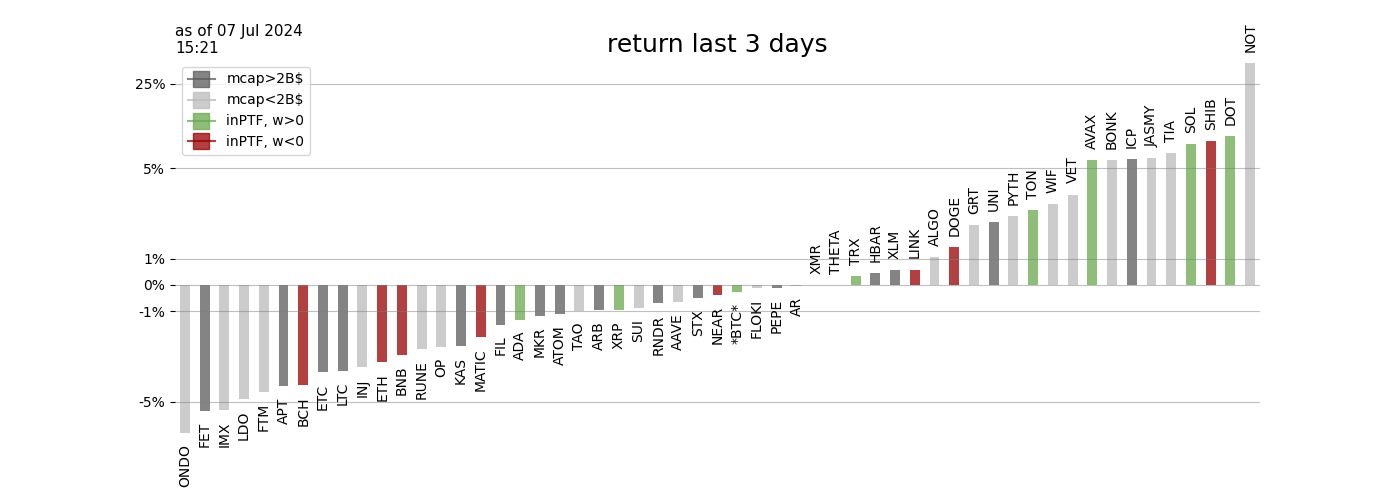 as of 07 Jul 2024
15:21
return last 3 days
mcap>2B$
mcap<2B$
inPTF, w>0
inPTF, w<0
25%
5%
1%
0%
-1%
-5%
ONDO
FET
IMX
LDO
FTM
APT
BCH
ETC
LTC
INJ
ETH
BNB
RUNE
OP
KAS
MATIC
FIL
ADA
MKR
ATOM
TAO
ARB
XRP
SUI
RNDR
AAVE
STX
NEAR
*BTC*
FLOKI
PEPE
AR
XMR
THETA
TRX
HBAR
XLM
LINK
ALGO
DOGE
GRT
UNI
PYTH
TON
WIF
VET
AVAX
BONK
ICP
JASMY
TIA
SOL
SHIB
DOT
NOT